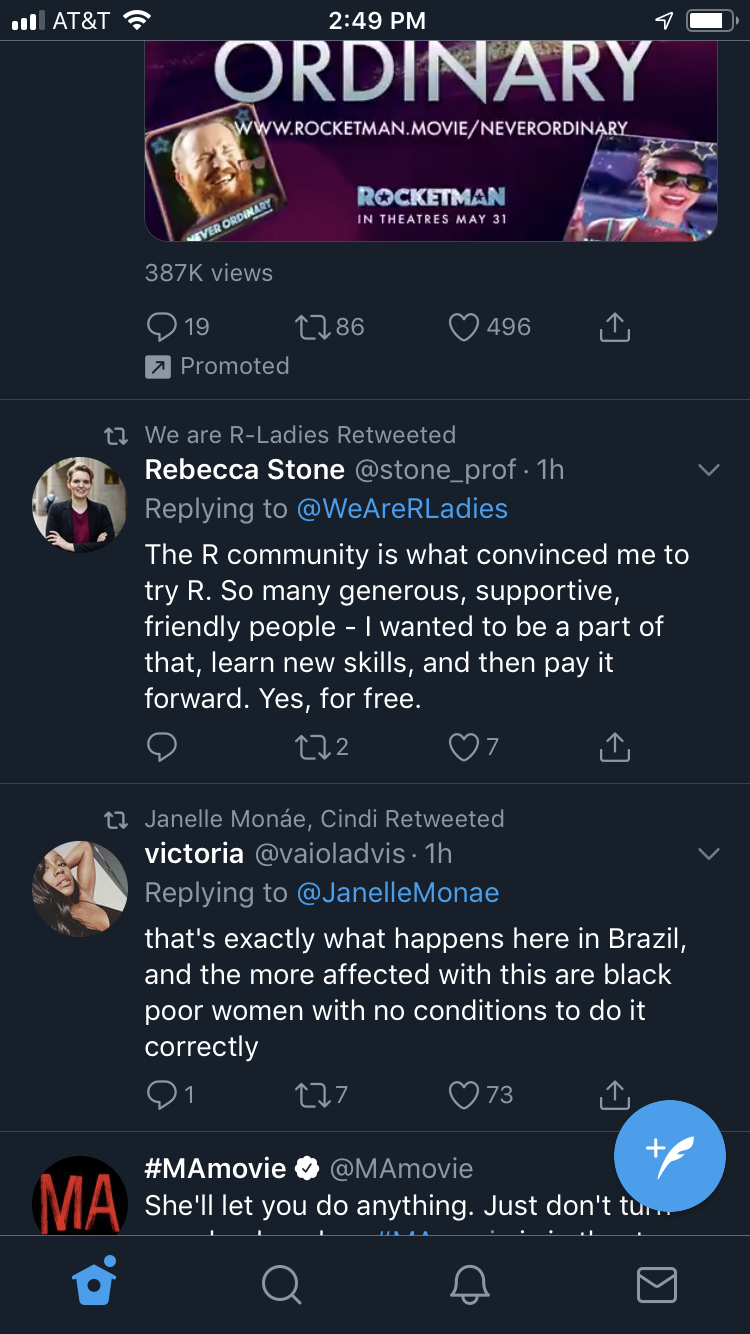 AT&T 2:49 PM
ORDINARY
WWW.ROCKETMAN.MOVIE/NEVERORDINARY
NEVER ORDINARY
ROCKETMAN
IN THEATRES MAY 31
387K views
19 86 496
Promoted
We are R-Ladies Retweeted
Rebecca Stone @stone_prof · 1h
Replying to @WeAreRLadies
The R community is what convinced me to
try R. So many generous, supportive,
friendly people - I wanted to be a part of
that, learn new skills, and then pay it
forward. Yes, for free.
2 7
Janelle Monáe, Cindi Retweeted
victoria @vaioladvis · 1h
Replying to @JanelleMonae
that's exactly what happens here in Brazil,
and the more affected with this are black
poor women with no conditions to do it
correctly
1 7 73
MA
#MAmovie @MAmovie
She'll let you do anything. Just don't turn